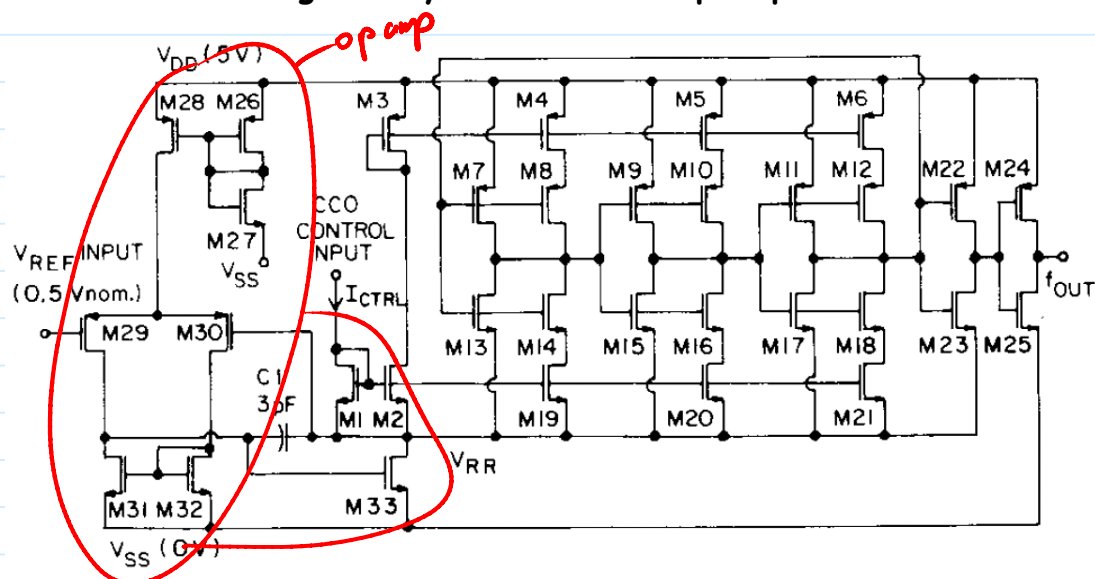 op amp
VDD (5V)
M28 M26
M3
M4
M5
M6
M7
M8
M9
M10
M11
M12
M22
M24
M27
VSS
CCO
CONTROL
INPUT
VREF INPUT
(0.5 Vnom.)
ICTRL
fOUT
M29
M30
M13
M14
M15
M16
M17
M18
M23
M25
C1
3pF
M1
M2
M19
M20
M21
VRR
M31
M32
M33
VSS (0V)